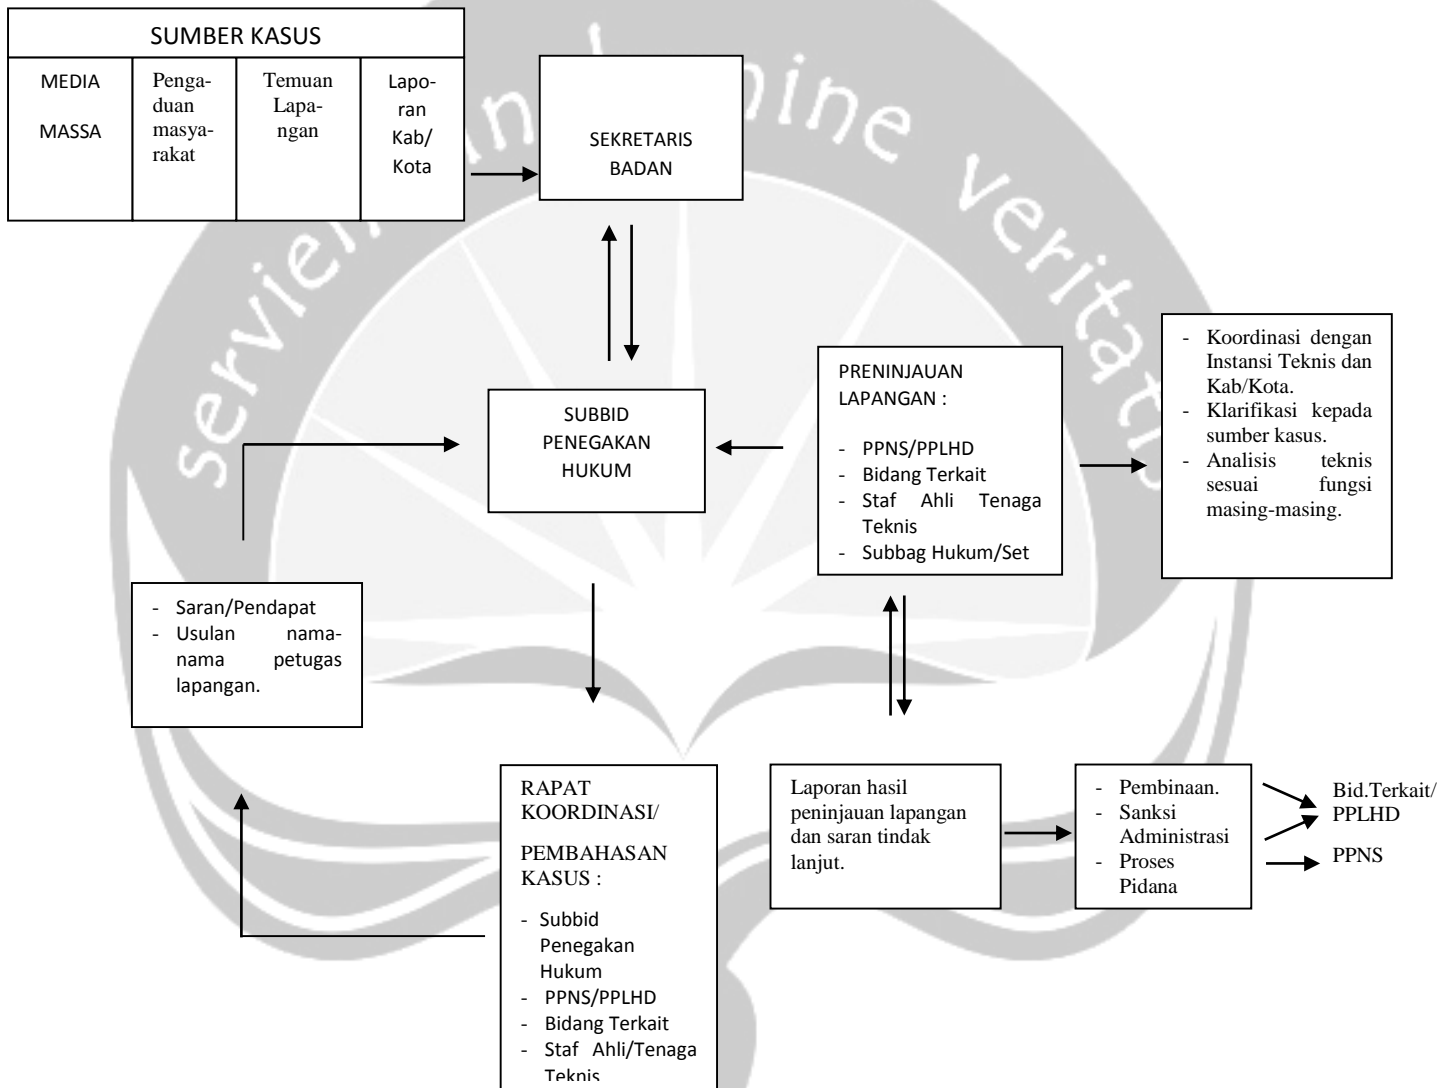 SUMBER KASUS
MEDIA
MASSA
Penga-
duan
masya-
rakat
Temuan
Lapa-
ngan
Lapo-
ran
Kab/
Kota
SEKRETARIS
BADAN
SUBBID
PENEGAKAN
HUKUM
PRENINJAUAN
LAPANGAN :
- PPNS/PPLHD
- Bidang Terkait
- Staf Ahli Tenaga
Teknis
- Subbag Hukum/Set
- Koordinasi dengan
Instansi Teknis dan
Kab/Kota.
- Klarifikasi kepada
sumber kasus.
- Analisis teknis
sesuai fungsi
masing-masing.
- Saran/Pendapat
- Usulan nama-
nama petugas
lapangan.
RAPAT
KOORDINASI/
PEMBAHASAN
KASUS :
- Subbid
Penegakan
Hukum
- PPNS/PPLHD
- Bidang Terkait
- Staf Ahli/Tenaga
Teknis
Laporan hasil
peninjauan lapangan
dan saran tindak
lanjut.
- Pembinaan.
- Sanksi
Administrasi
- Proses
Pidana
Bid.Terkait/
PPLHD
PPNS